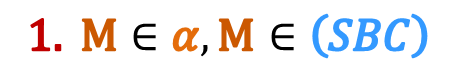 1. M ∈ α, M ∈ (SBC)